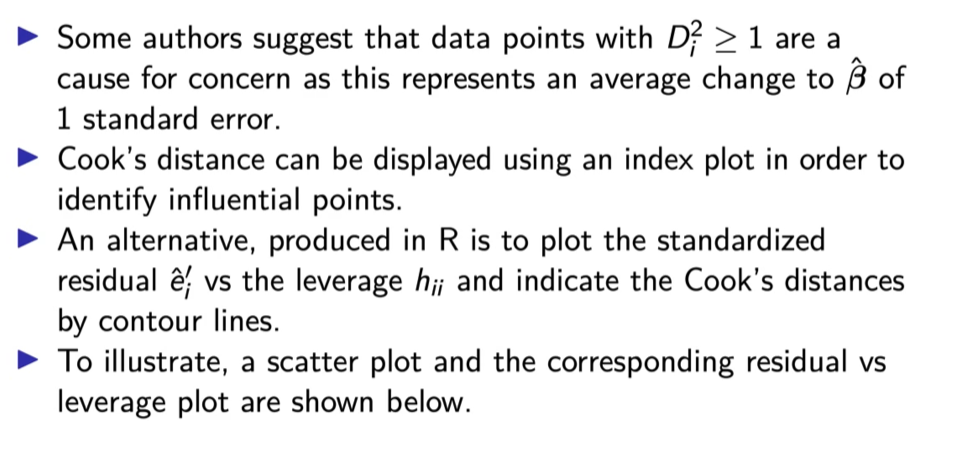 ▶ Some authors suggest that data points with $D_i^2 \geq 1$ are a
cause for concern as this represents an average change to $\hat{\beta}$ of
1 standard error.
▶ Cook's distance can be displayed using an index plot in order to
identify influential points.
▶ An alternative, produced in R is to plot the standardized
residual $\hat{e}_i'$ vs the leverage $h_{ii}$ and indicate the Cook's distances
by contour lines.
▶ To illustrate, a scatter plot and the corresponding residual vs
leverage plot are shown below.